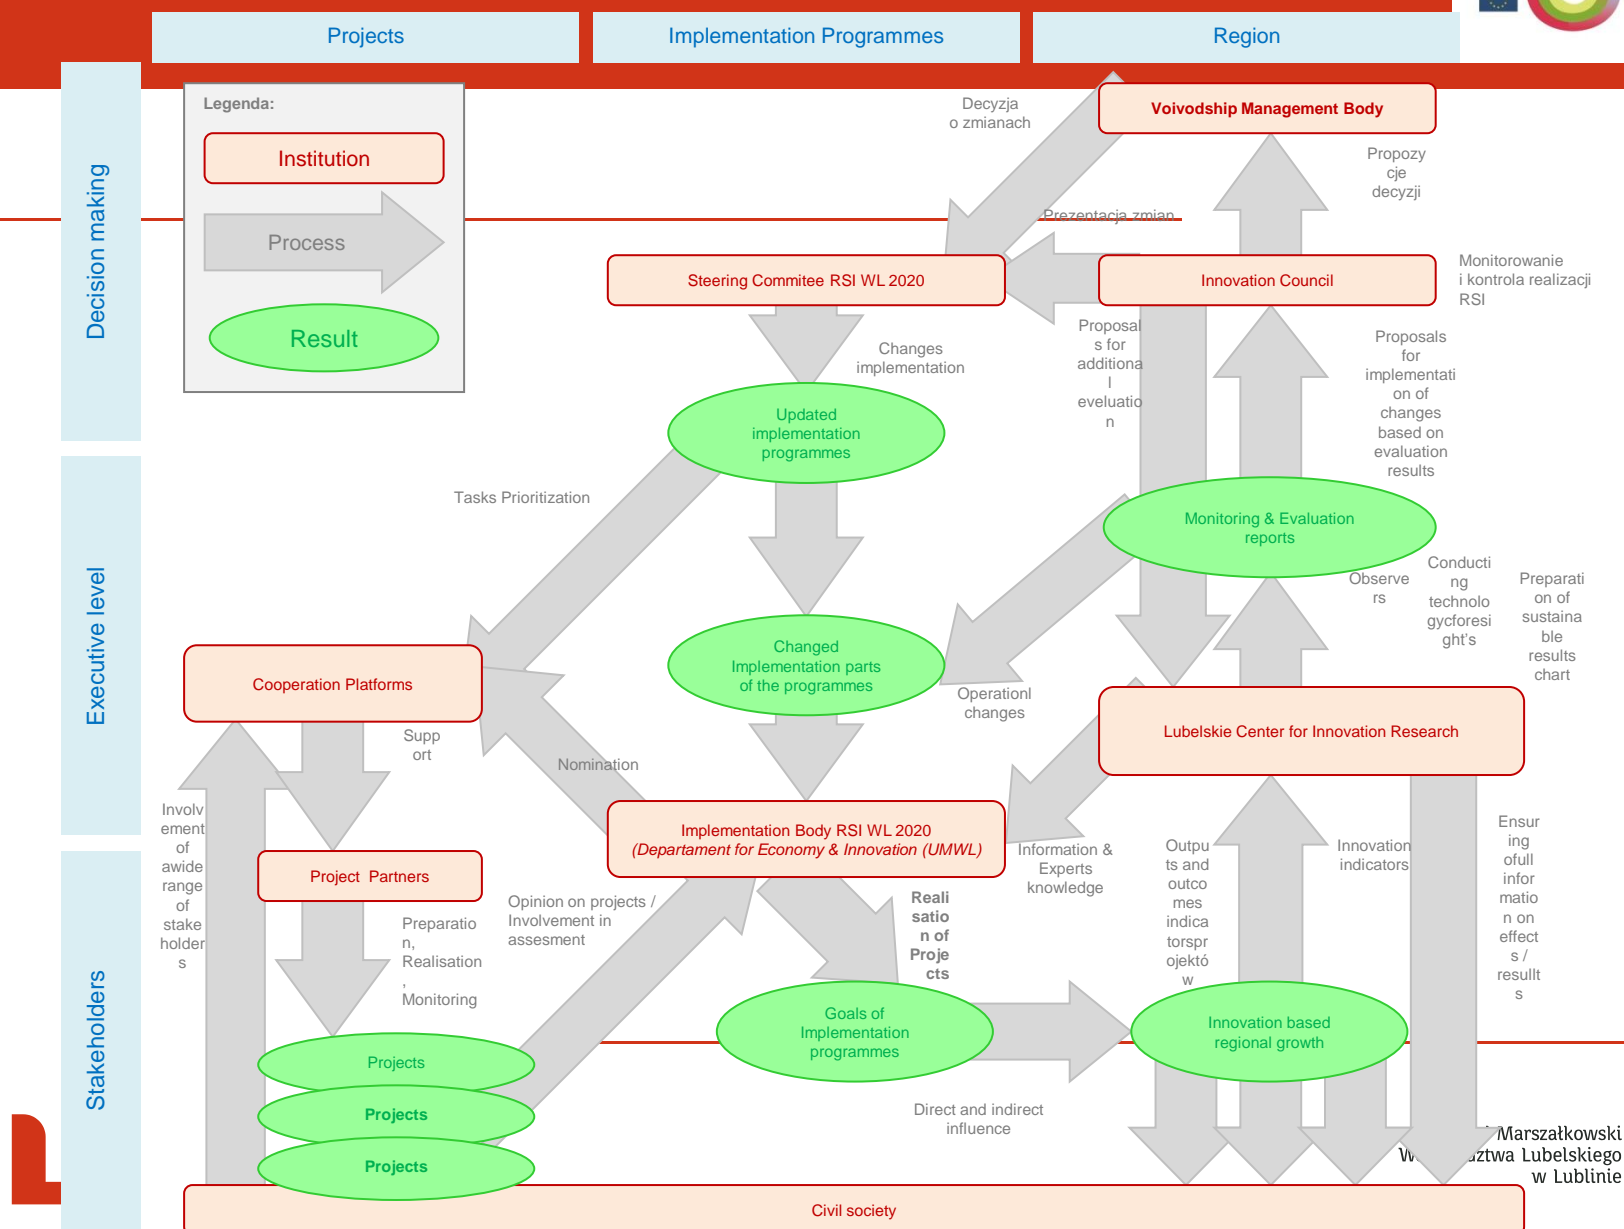 Projects
Implementation Programmes
Region
Decision making
Executive level
Stakeholders
Legenda:
Institution
Process
Result
Decyzja
o zmianach
Voivodship Management Body
Propozy
cje
decyzji
Prezentacja zmian
Steering Commitee RSI WL 2020
Innovation Council
Monitorowanie
i kontrola realizacji
RSI
Changes
implementation
Proposal
s for
additiona
l
eveluatio
n
Proposals
for
implementati
on of
changes
based on
evaluation
results
Updated
implementation
programmes
Tasks Prioritization
Monitoring & Evaluation
reports
Observe
rs
Conducti
ng
technolo
gycforesi
ght's
Preparati
on of
sustaina
ble
results
chart
Changed
Implementation parts
of the programmes
Operationl
changes
Cooperation Platforms
Supp
ort
Nomination
Lubelskie Center for Innovation Research
Involv
ement
of
awide
range
of
stake
holder
s
Implementation Body RSI WL 2020
(Departament for Economy & Innovation (UMWL)
Information &
Experts
knowledge
Outpu
ts and
outco
mes
indica
torspr
ojektó
w
Innovation
indicators
Ensur
ing
ofull
infor
matio
n on
effect
s /
resullt
s
Project Partners
Preparatio
n,
Realisation
,
Monitoring
Opinion on projects /
Involvement in
assesment
Reali
satio
n of
Proje
cts
Goals of
Implementation
programmes
Innovation based
regional growth
Projects
Projects
Projects
Direct and indirect
influence
Marszałkowski
Lubelskiego
w Lublinie
Civil society